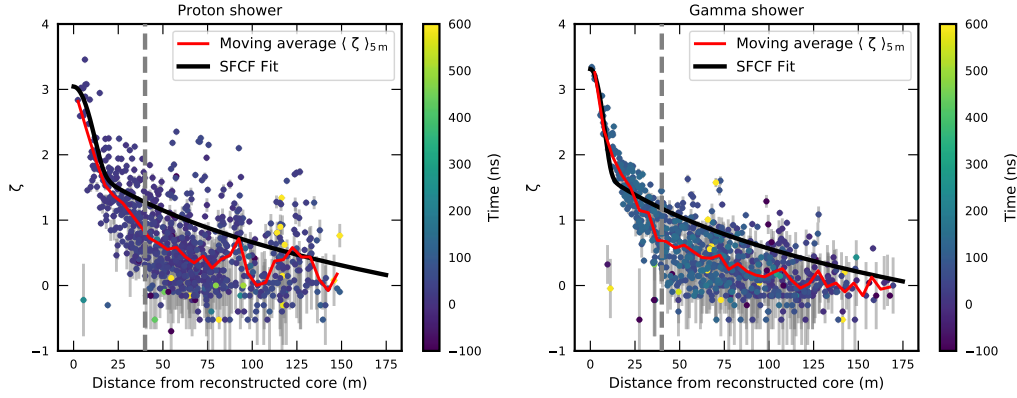 Proton shower
Moving average ⟨ ζ ⟩5 m
SFCF Fit
4
3
2
1
0
−1
ζ
0 25 50 75 100 125 150 175
Distance from reconstructed core (m)
600
500
400
300
200
100
0
−100
Time (ns)
Gamma shower
Moving average ⟨ ζ ⟩5 m
SFCF Fit
4
3
2
1
0
−1
ζ
0 25 50 75 100 125 150 175
Distance from reconstructed core (m)
600
500
400
300
200
100
0
−100
Time (ns)